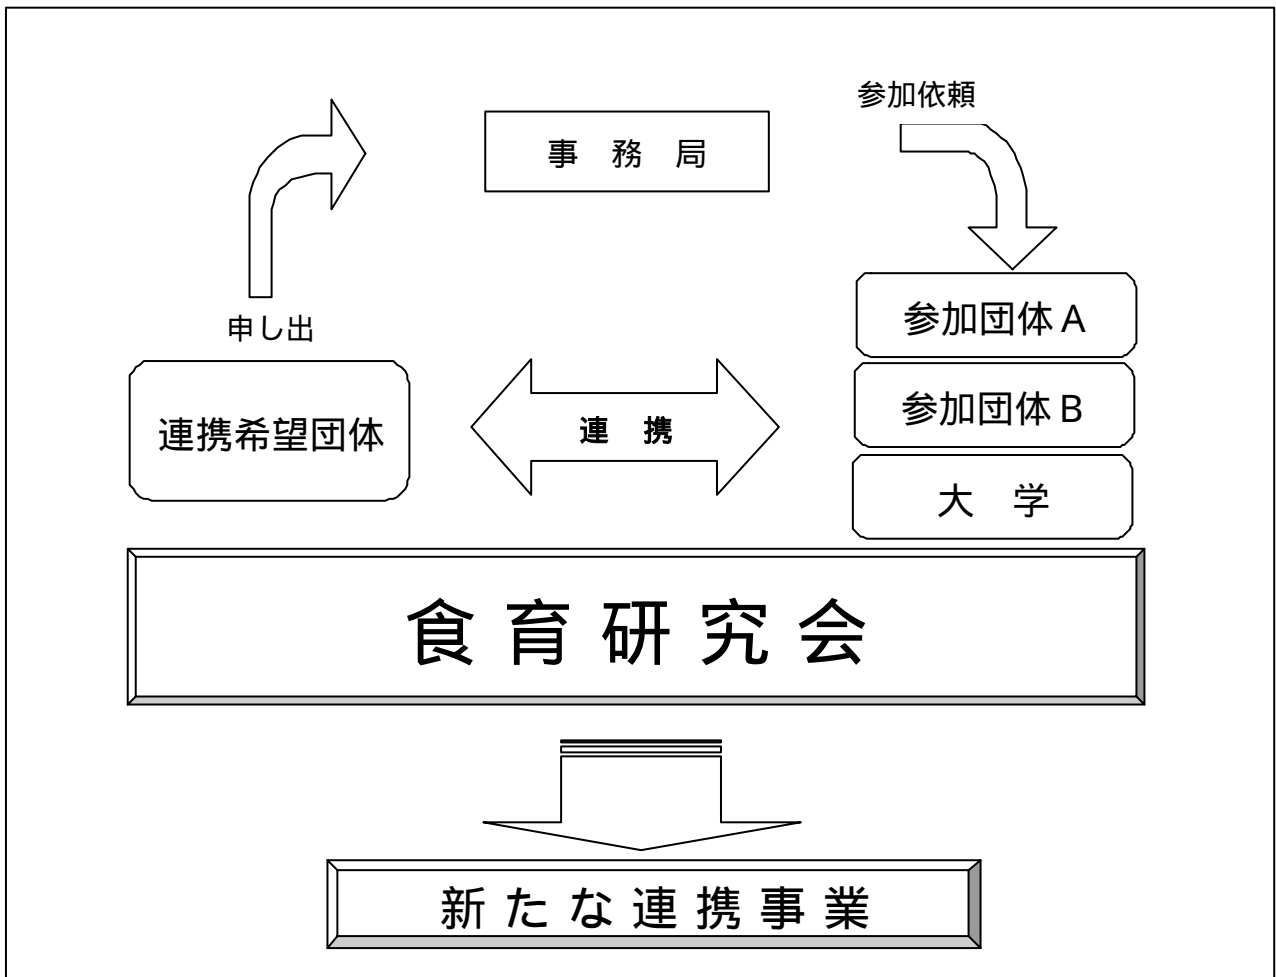 参加依頼
事　務　局
申し出
参加団体Ａ
連携希望団体
連　携
参加団体Ｂ
大　学
食育研究会
新たな連携事業